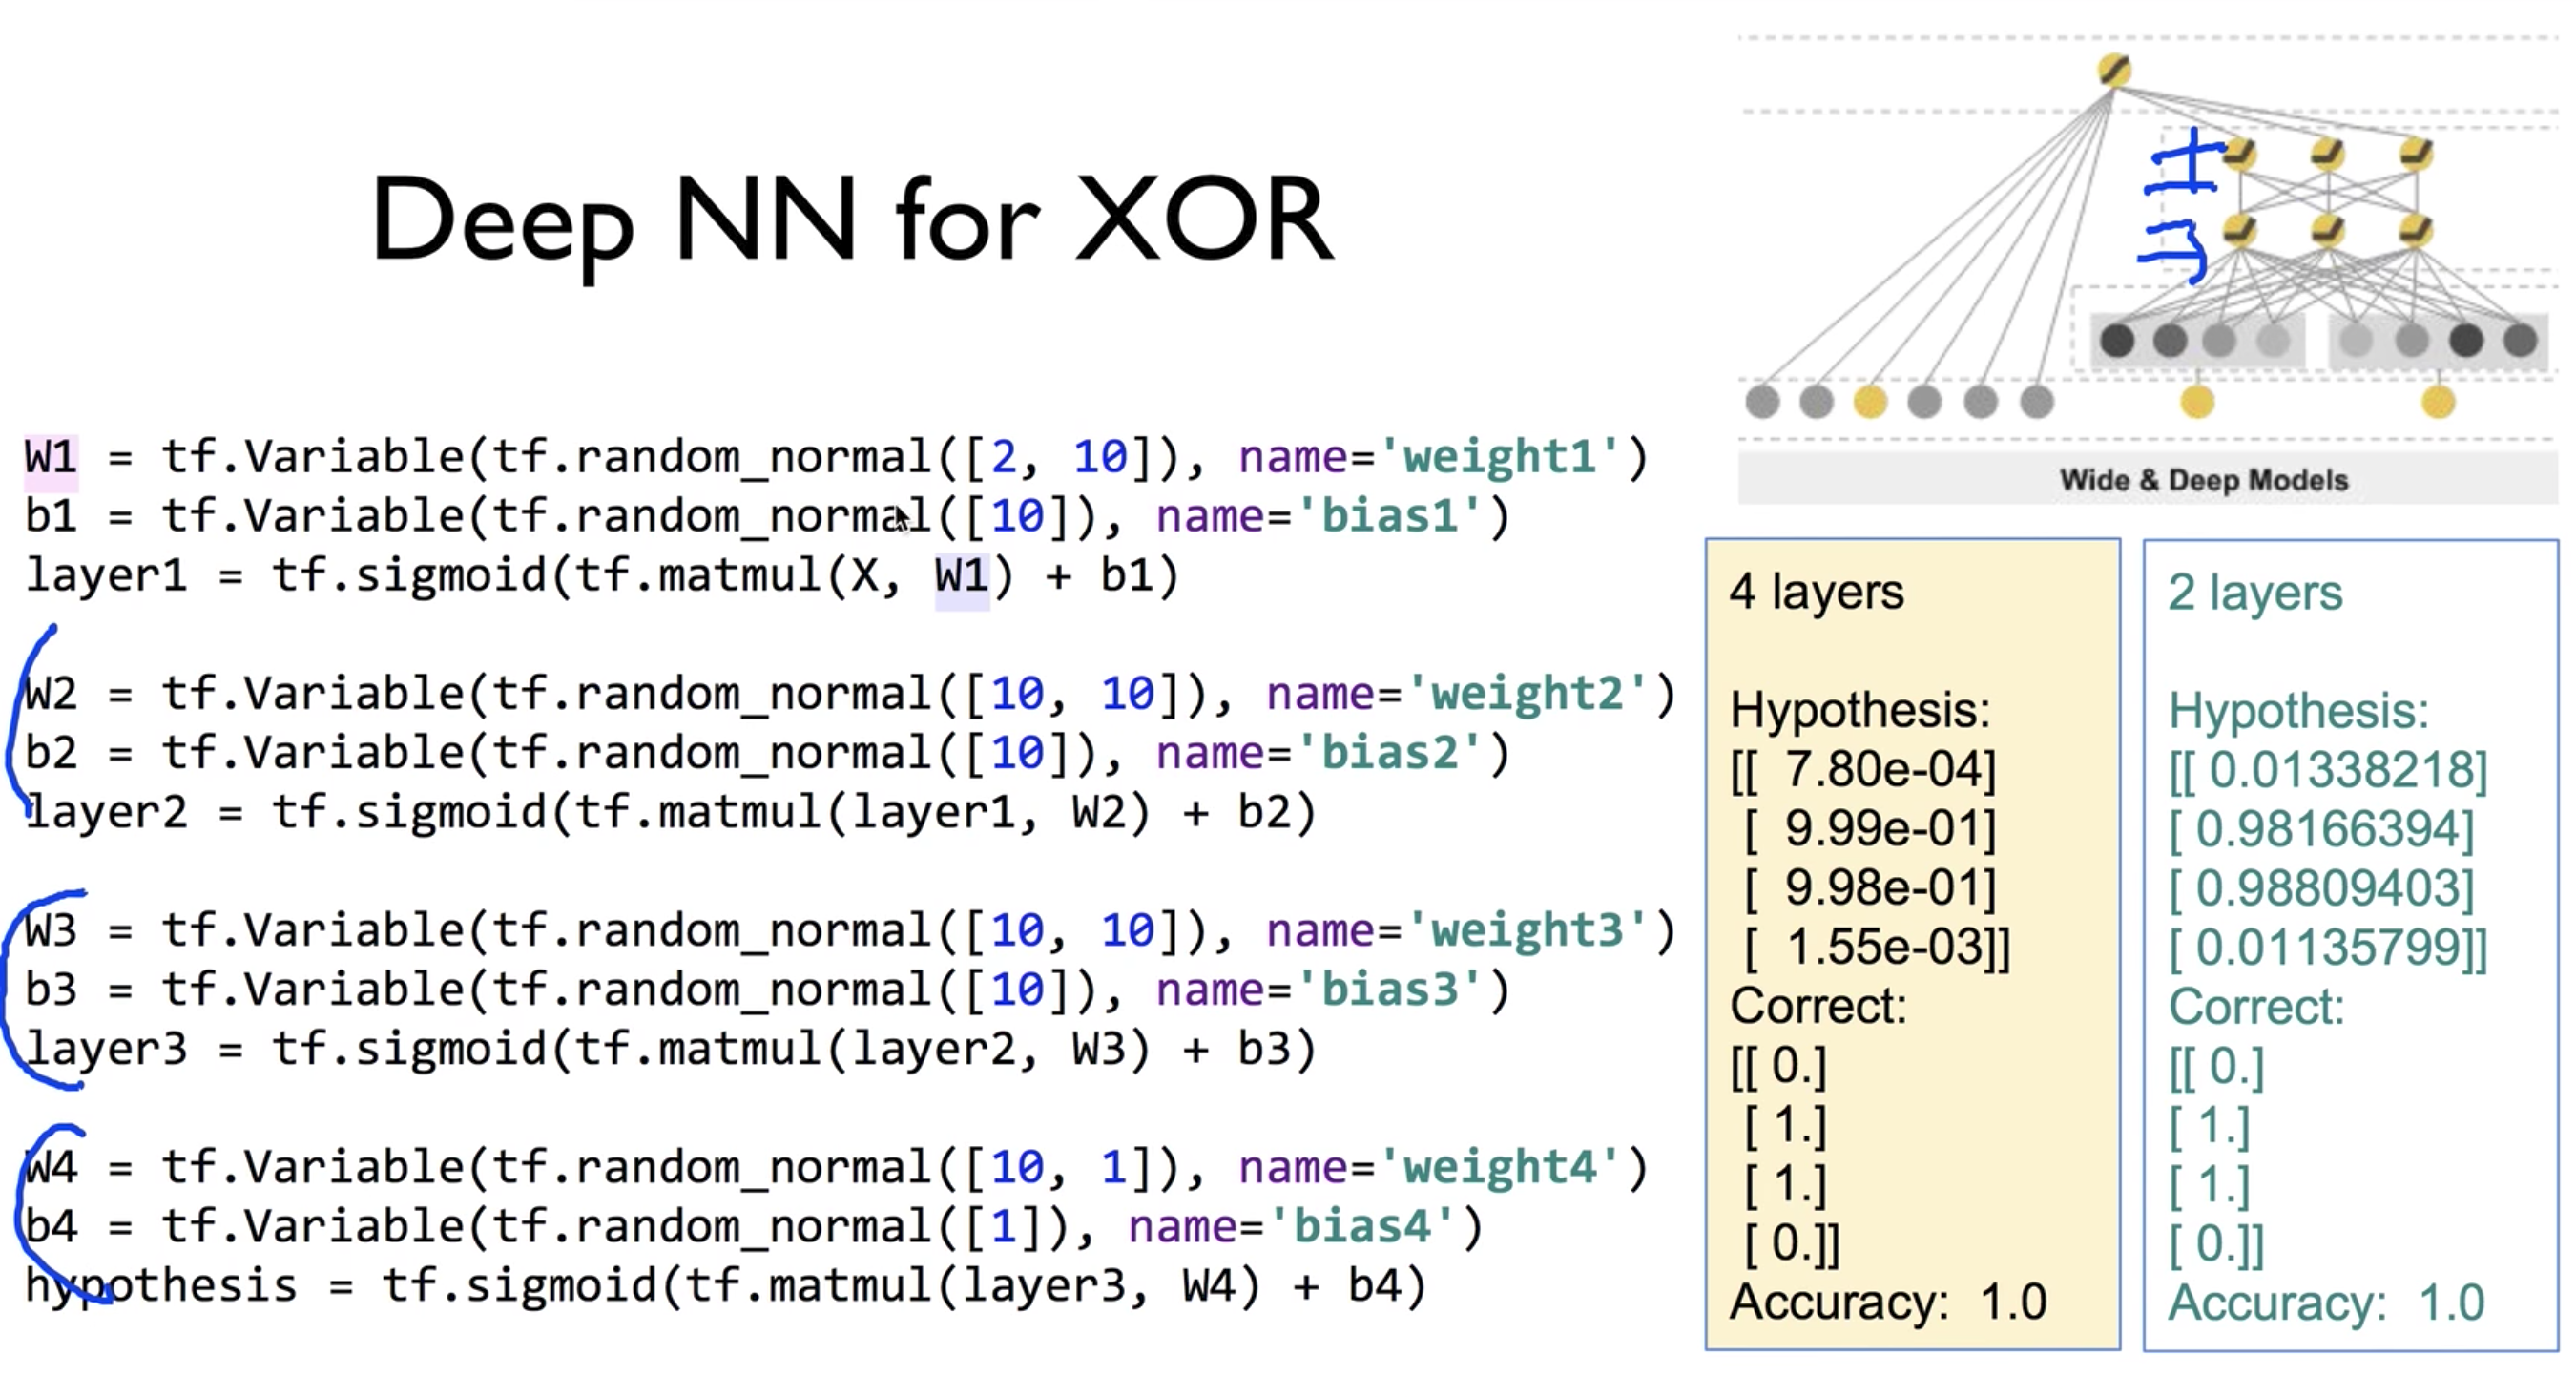 Deep NN for XOR
W1 = tf.Variable(tf.random_normal([2, 10]), name='weight1')
b1 = tf.Variable(tf.random_normal([10]), name='bias1')
layer1 = tf.sigmoid(tf.matmul(X, W1) + b1)
W2 = tf.Variable(tf.random_normal([10, 10]), name='weight2')
b2 = tf.Variable(tf.random_normal([10]), name='bias2')
layer2 = tf.sigmoid(tf.matmul(layer1, W2) + b2)
W3 = tf.Variable(tf.random_normal([10, 10]), name='weight3')
b3 = tf.Variable(tf.random_normal([10]), name='bias3')
layer3 = tf.sigmoid(tf.matmul(layer2, W3) + b3)
W4 = tf.Variable(tf.random_normal([10, 1]), name='weight4')
b4 = tf.Variable(tf.random_normal([1]), name='bias4')
hypothesis = tf.sigmoid(tf.matmul(layer3, W4) + b4)
Wide & Deep Models
4 layers
Hypothesis:
[[ 7.80e-04]
[ 9.99e-01]
[ 9.98e-01]
[ 1.55e-03]]
Correct:
[[ 0.]
[ 1.]
[ 1.]
[ 0.]]
Accuracy: 1.0
2 layers
Hypothesis:
[[ 0.01338218]
[ 0.98166394]
[ 0.98809403]
[ 0.01135799]]
Correct:
[[ 0.]
[ 1.]
[ 1.]
[ 0.]]
Accuracy: 1.0